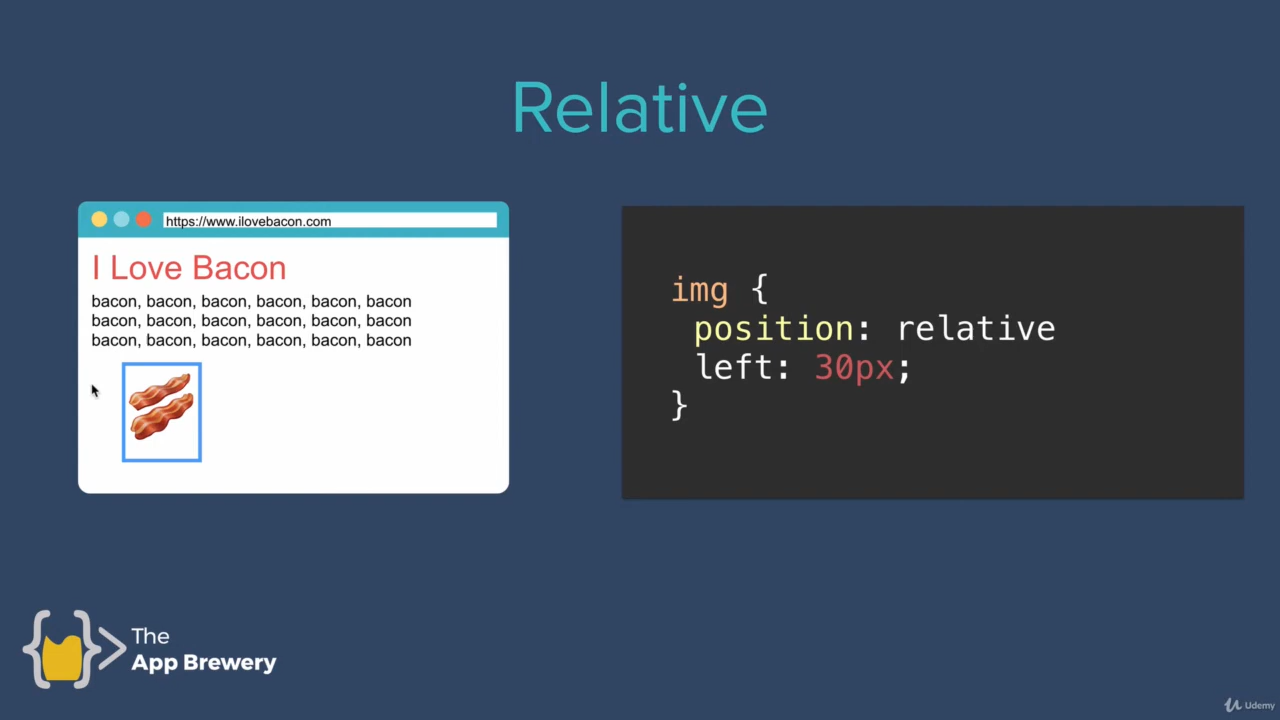 Relative
https://www.ilovebacon.com
I Love Bacon
bacon, bacon, bacon, bacon, bacon, bacon
bacon, bacon, bacon, bacon, bacon, bacon
bacon, bacon, bacon, bacon, bacon, bacon
img {
position: relative
left: 30px;
}
The
App Brewery
Udemy